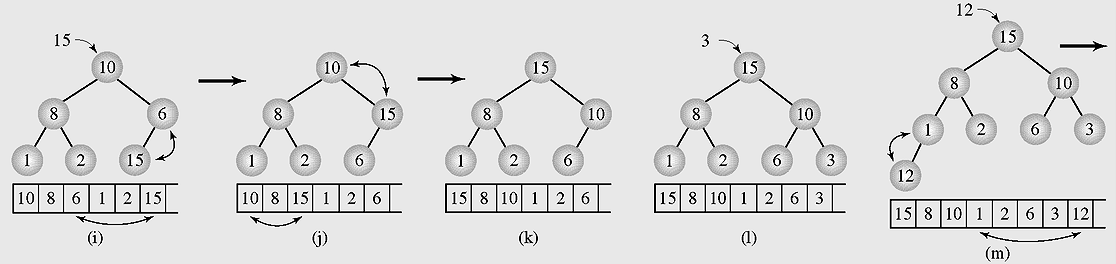 15
10
8 6
1 2 15
10 8 6 1 2 15
(i)
10
8 15
1 2 6
10 8 15 1 2 6
(j)
15
8 10
1 2 6
15 8 10 1 2 6
(k)
3
15
8 10
1 2 6 3
15 8 10 1 2 6 3
(l)
12
15
8 10
1 2 6 3
12
15 8 10 1 2 6 3 12
(m)